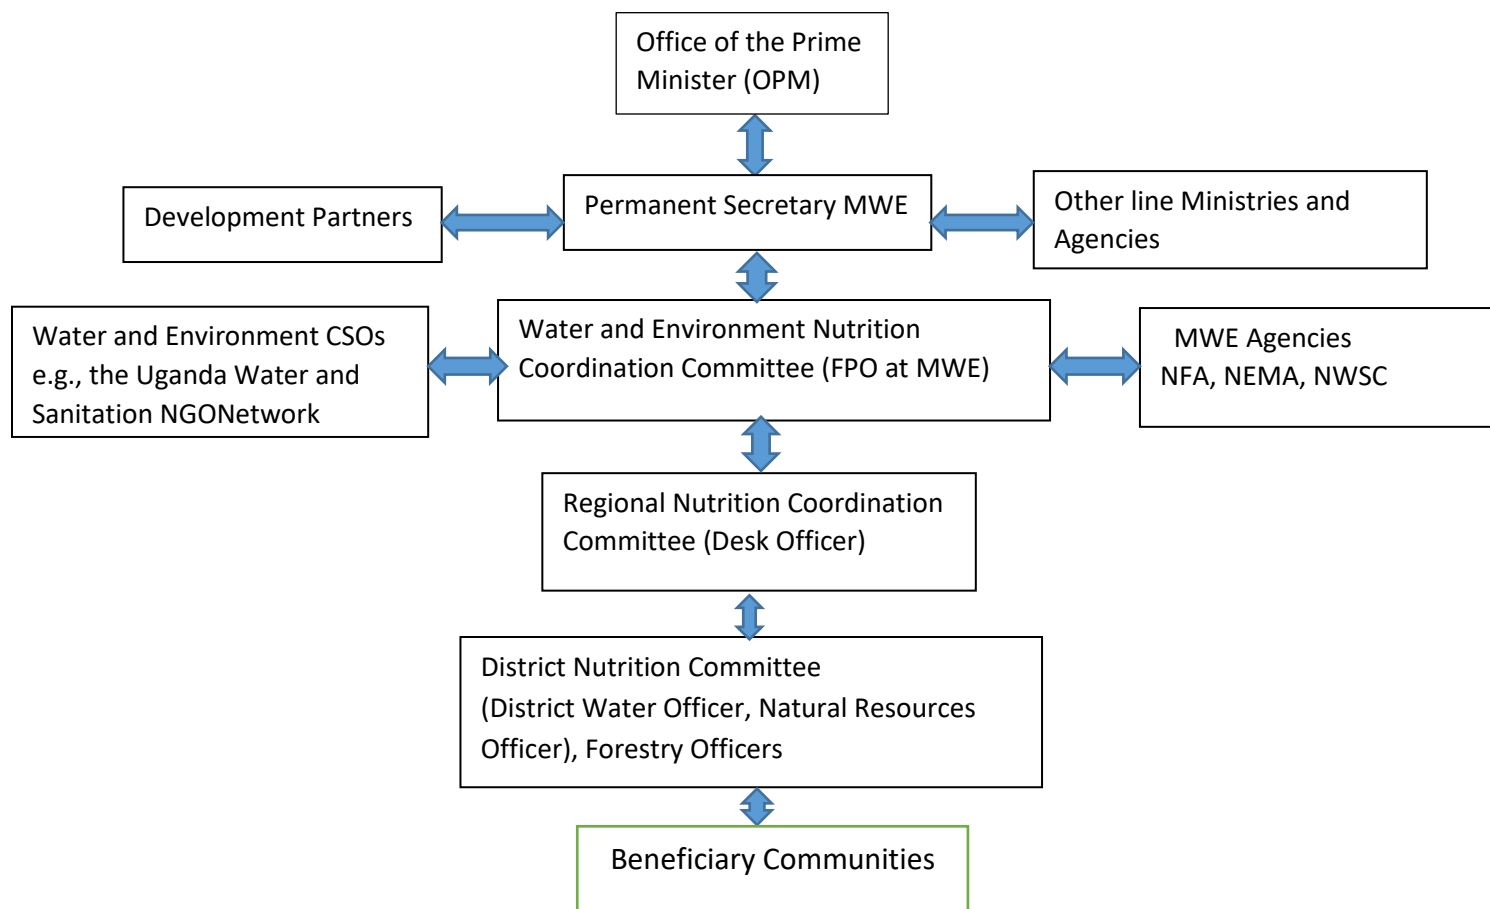 Office of the Prime
Minister (OPM)
Development Partners
Permanent Secretary MWE
Other line Ministries and
Agencies
Water and Environment CSOs
e.g., the Uganda Water and
Sanitation NGONetwork
Water and Environment Nutrition
Coordination Committee (FPO at MWE)
MWE Agencies
NFA, NEMA, NWSC
Regional Nutrition Coordination
Committee (Desk Officer)
District Nutrition Committee
(District Water Officer, Natural Resources
Officer), Forestry Officers
Beneficiary Communities